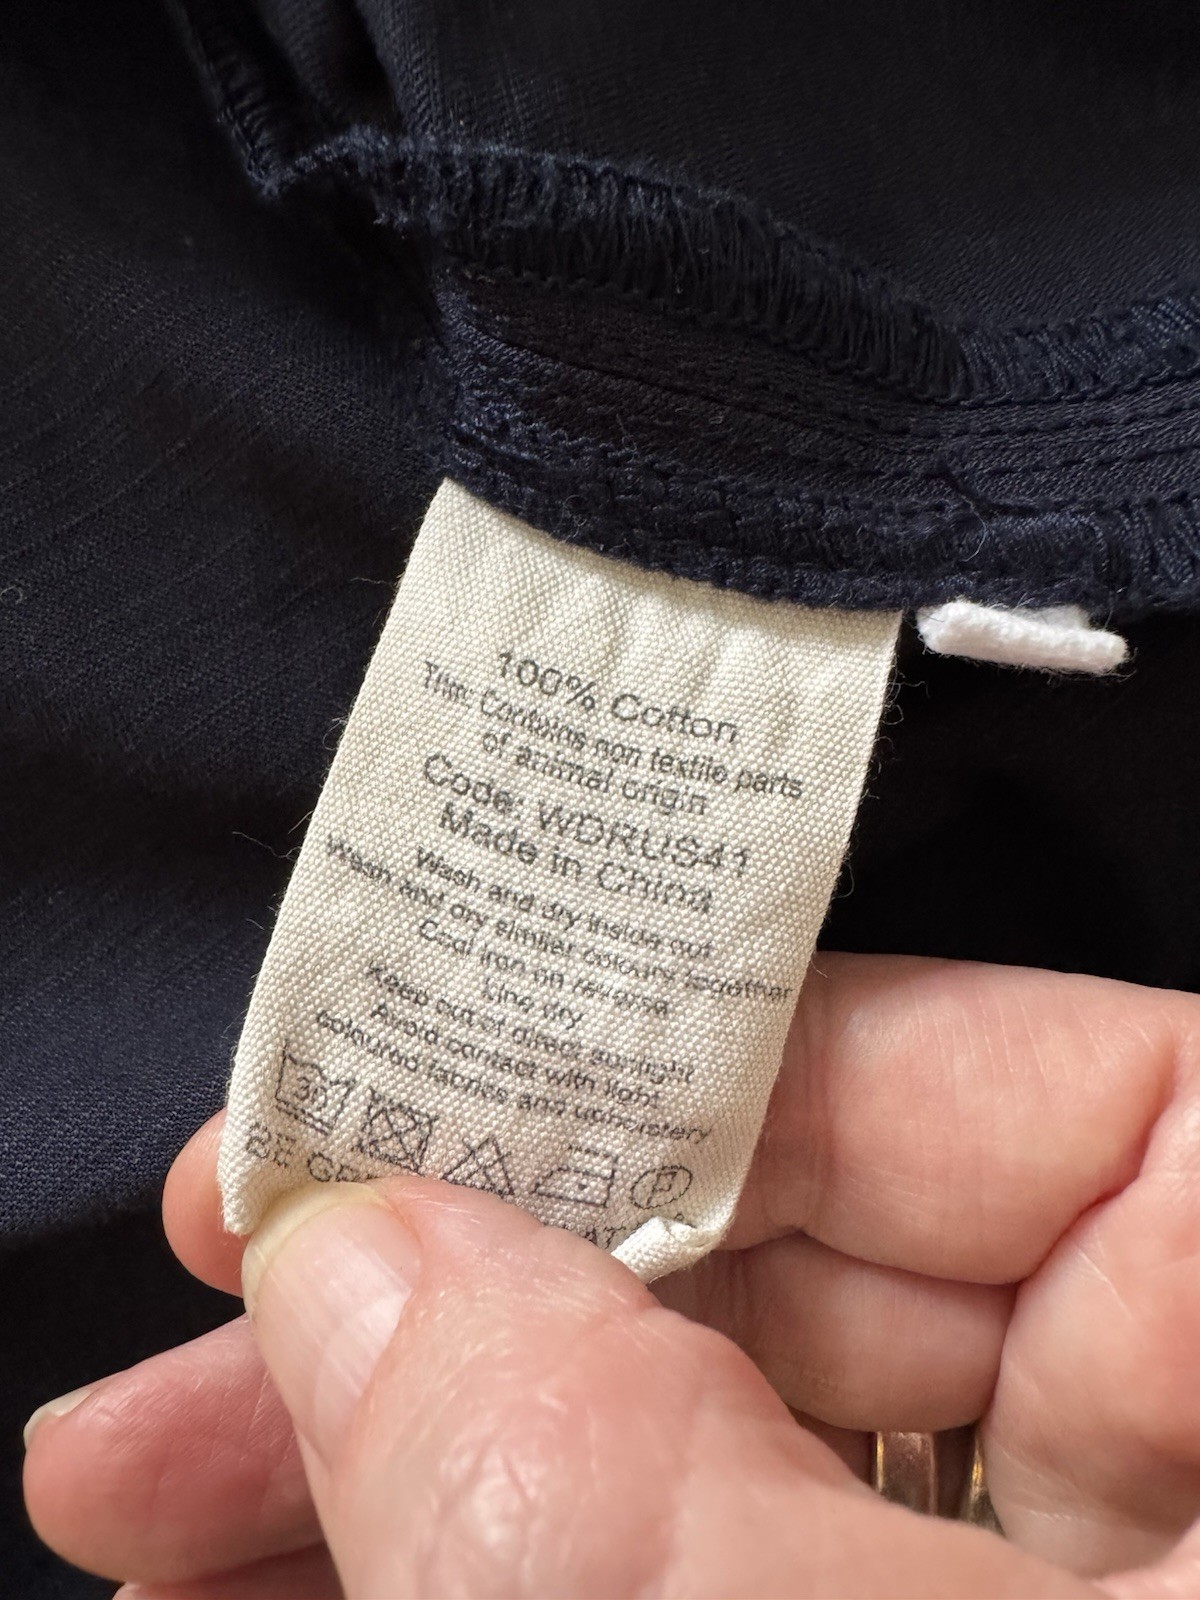 100% Cotton
Trim: Contains non textile parts
of animal origin
Code: WDRUS41
Made in China
Wash and dry inside out
Wash and dry similar colours together
Cool iron on reverse
Line dry
Keep out of direct sunlight
Avoid contact with light
coloured fabrics and upholstery
30
P
BE